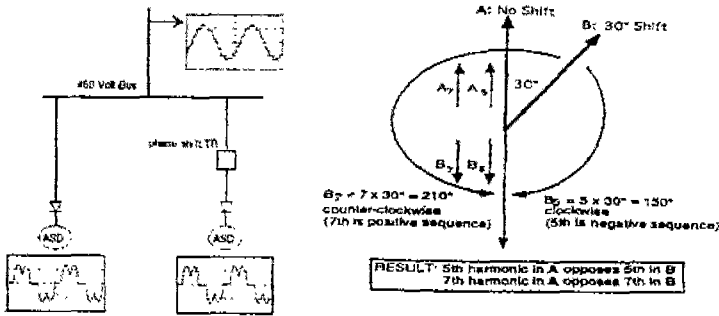 460 Volt Bus
phase shift TR
ASD
ASD
A: No Shift
B: 30° Shift
30°
A7 A5
B7 B5
B7 = 7 x 30° = 210°
counter-clockwise
(7th is positive sequence)
B5 = 5 x 30° = 150°
clockwise
(5th is negative sequence)
RESULT: 5th harmonic in A opposes 5th in B
7th harmonic in A opposes 7th in B